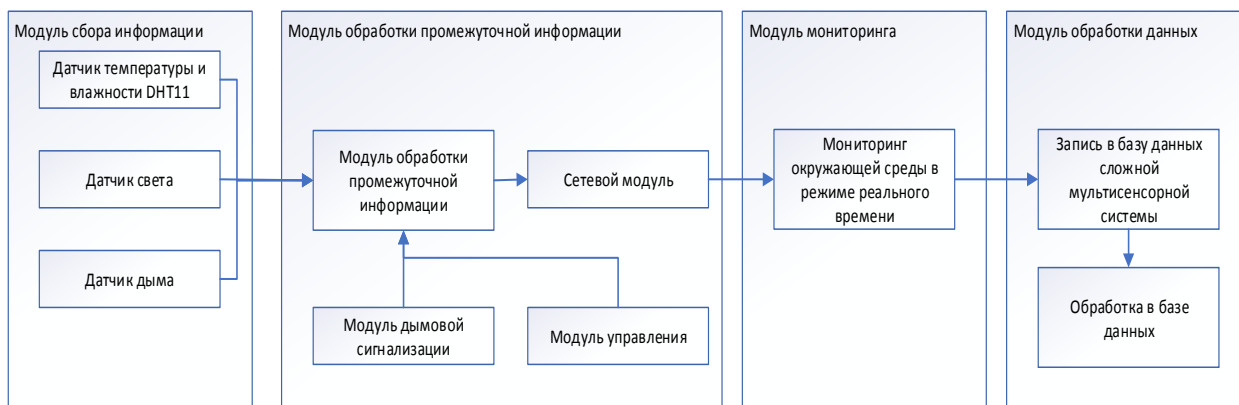 Модуль сбора информации
Датчик температуры и
влажности DHT11
Датчик света
Датчик дыма
Модуль обработки промежуточной информации
Модуль обработки
промежуточной
информации
Сетевой модуль
Модуль дымовой
сигнализации
Модуль управления
Модуль мониторинга
Мониторинг
окружающей среды в
режиме реального
времени
Модуль обработки данных
Запись в базу данных
сложной
мультисенсорной
системы
Обработка в базе
данных